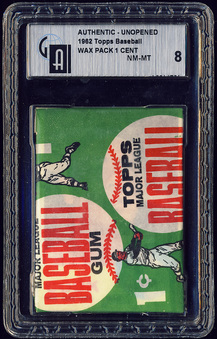 AUTHENTIC - UNOPENED
1962 Topps Baseball
WAX PACK 1 CENT
NM-MT
8
GAI
1
MAJOR LEAGUE
BASEBALL
GUM
TOPPS
MAJOR LEAGUE
BASEBALL
1¢